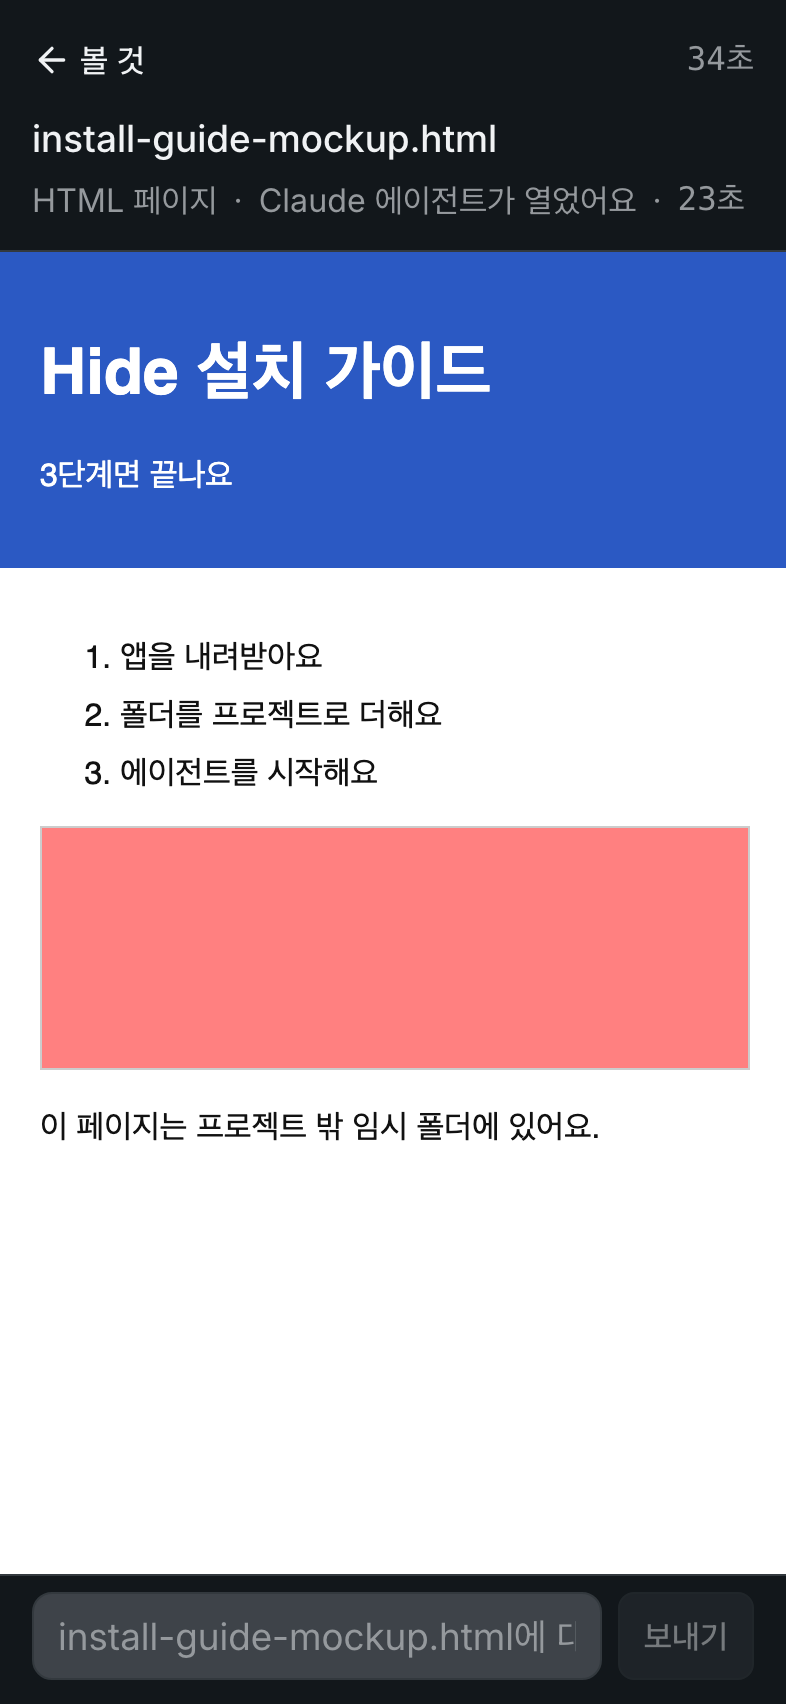 ← 볼 것
34초
install-guide-mockup.html
HTML 페이지 · Claude 에이전트가 열었어요 · 23초
Hide 설치 가이드
3단계면 끝나요
1. 앱을 내려받아요
2. 폴더를 프로젝트로 더해요
3. 에이전트를 시작해요
이 페이지는 프로젝트 밖 임시 폴더에 있어요.
install-guide-mockup.html에
보내기